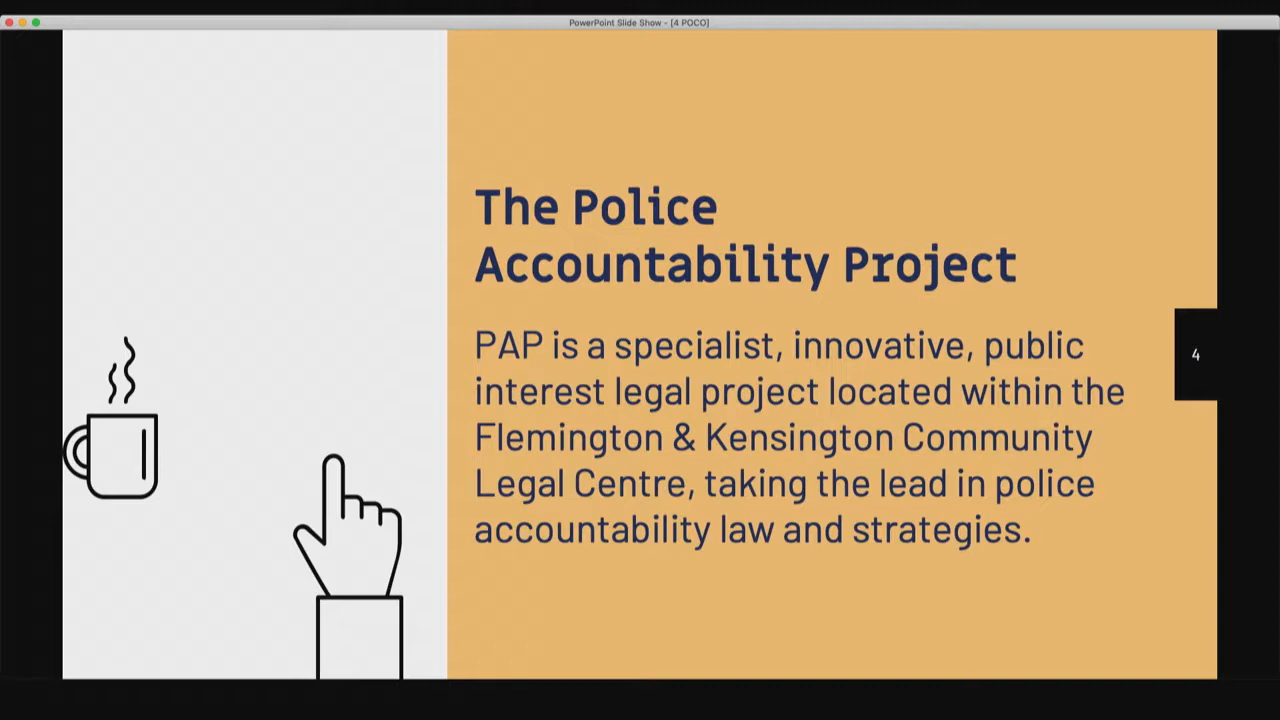 PowerPoint Slide Show - [4 POCO]
The Police
Accountability Project
PAP is a specialist, innovative, public
interest legal project located within the
Flemington & Kensington Community
Legal Centre, taking the lead in police
accountability law and strategies.
4